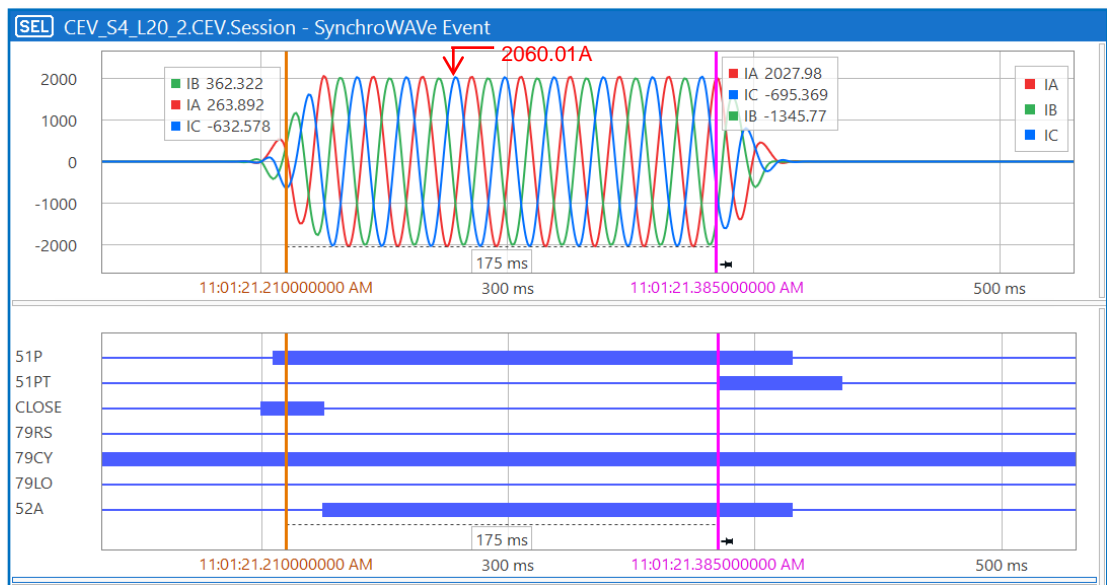 SEL CEV_S4_L20_2.CEV.Session - SynchroWAVe Event
2060.01A
2000
1000
0
-1000
-2000
IB 362.322
IA 263.892
IC -632.578
IA 2027.98
IC -695.369
IB -1345.77
IA
IB
IC
175 ms
11:01:21.210000000 AM 300 ms 11:01:21.385000000 AM 500 ms
51P
51PT
CLOSE
79RS
79CY
79LO
52A
175 ms
11:01:21.210000000 AM 300 ms 11:01:21.385000000 AM 500 ms